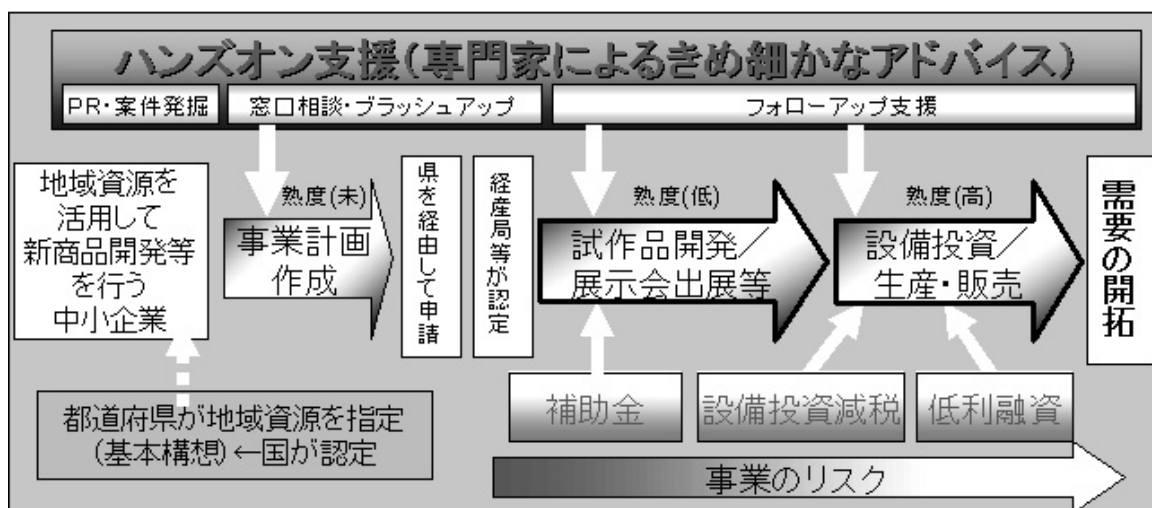 ハンズオン支援(専門家によるきめ細かなアドバイス)
PR・案件発掘
窓口相談・ブラッシュアップ
フォローアップ支援
地域資源を
活用して
新商品開発等
を行う
中小企業
熟度(未)
事業計画
作成
県を経由して申請
経産局等が認定
熟度(低)
試作品開発/
展示会出展等
熟度(高)
設備投資/
生産・販売
需要の開拓
補助金
設備投資減税
低利融資
都道府県が地域資源を指定
(基本構想)←国が認定
事業のリスク